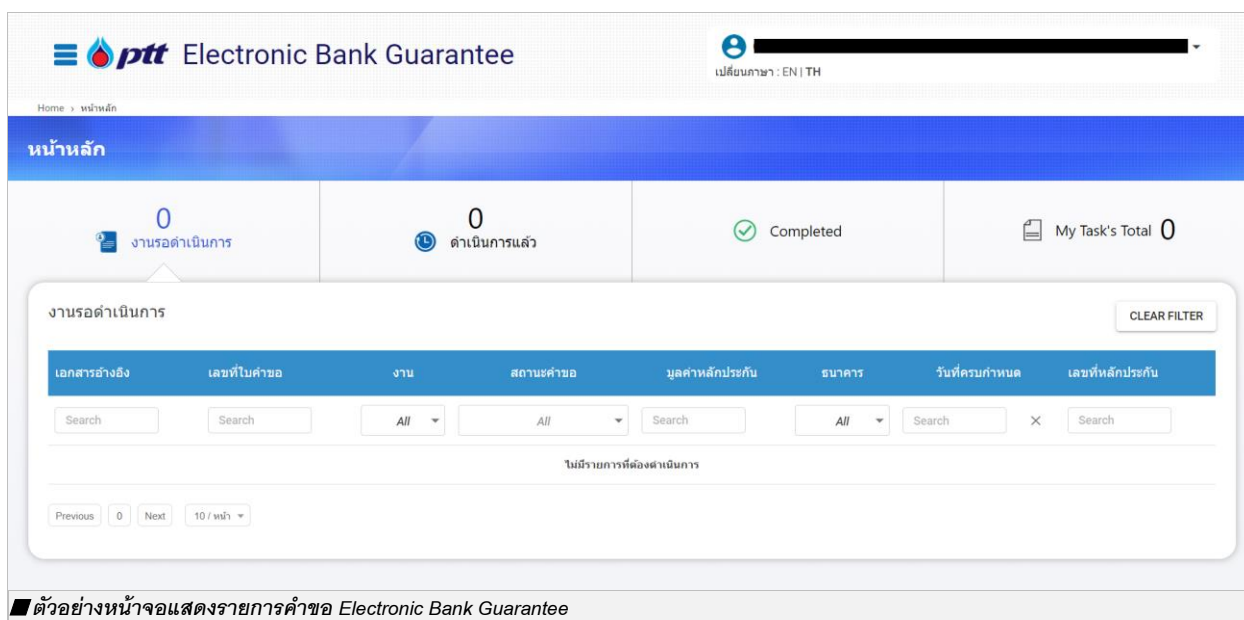 ptt Electronic Bank Guarantee
เปลี่ยนภาษา : EN | TH
Home › หน้าหลัก
หน้าหลัก
0
งานรอดำเนินการ
0
ดำเนินการแล้ว
Completed
My Task's Total 0
งานรอดำเนินการ
CLEAR FILTER
เอกสารอ้างอิง เลขที่ใบคำขอ งาน สถานะคำขอ มูลค่าหลักประกัน ธนาคาร วันที่ครบกำหนด เลขที่หลักประกัน
Search Search All All Search All Search Search
ไม่มีรายการที่ต้องดำเนินการ
Previous 0 Next 10 / หน้า
ตัวอย่างหน้าจอแสดงรายการคำขอ Electronic Bank Guarantee